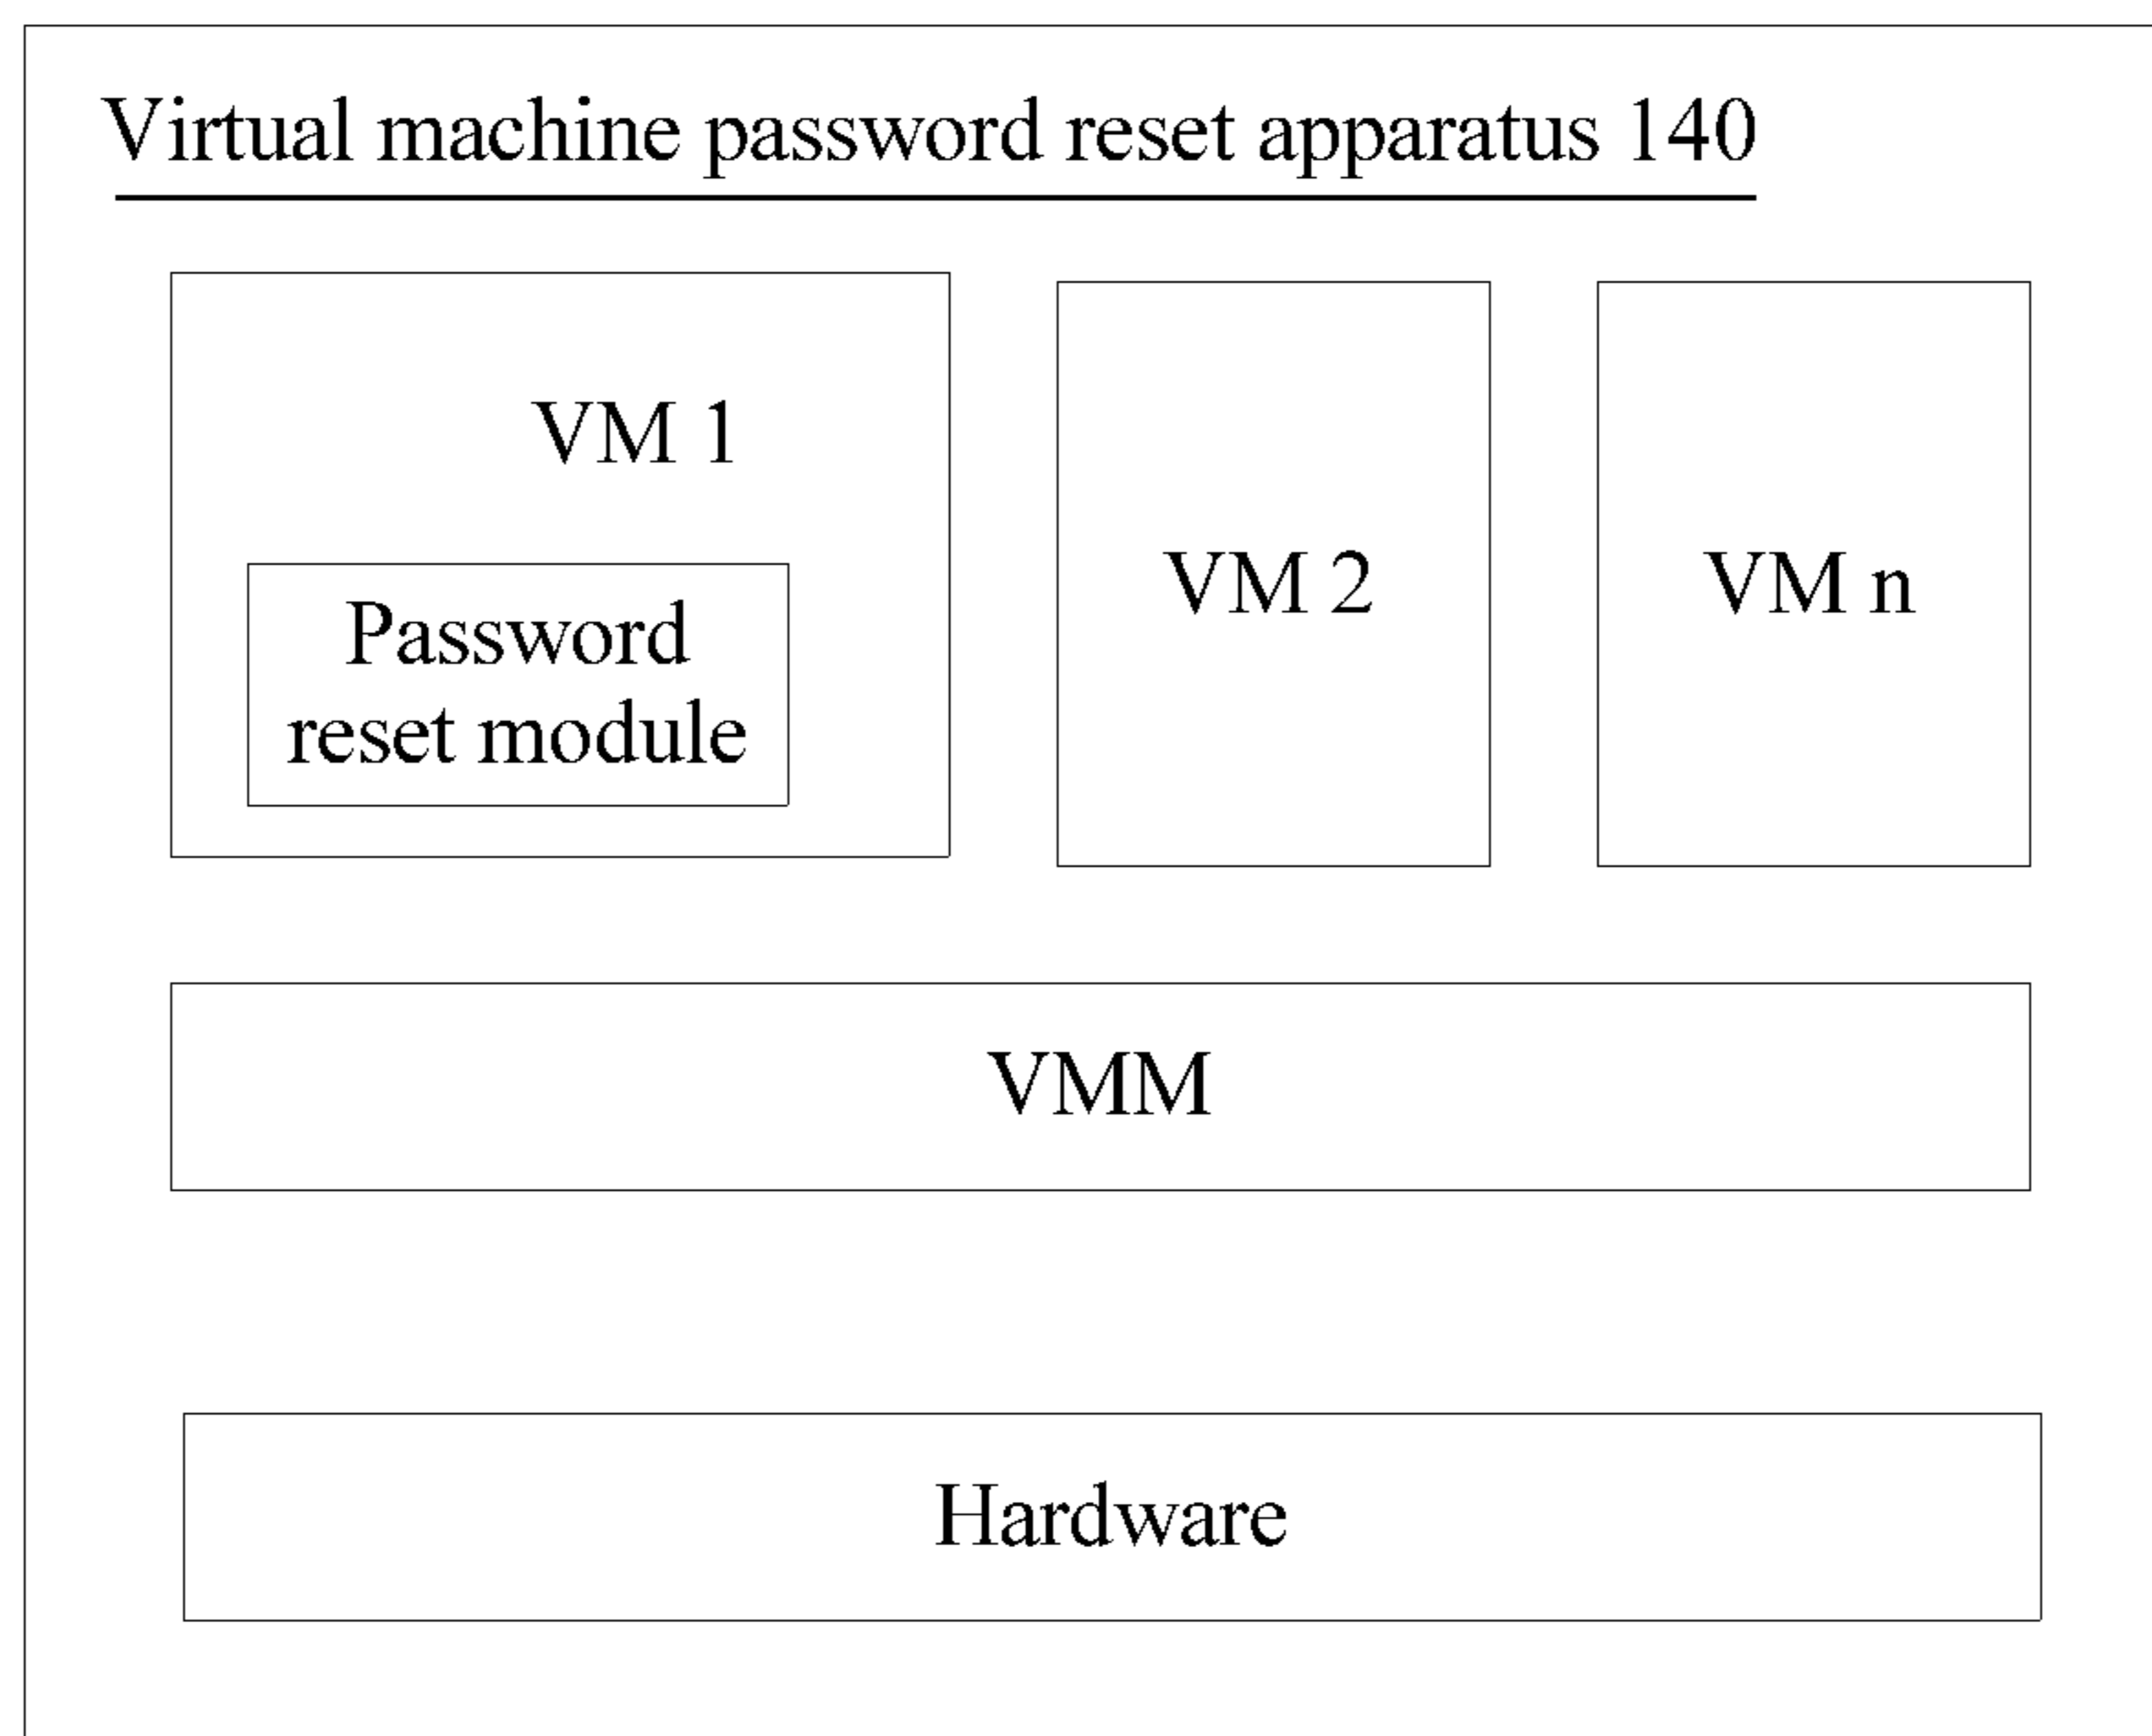 Virtual machine password reset apparatus 140
VM 1
Password
reset module
VM 2
VM n
VMM
Hardware